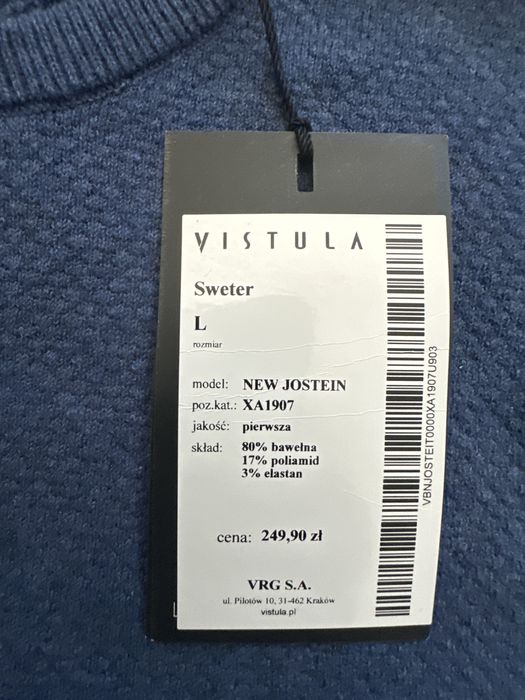 VISTULA
Sweter
L
rozmiar
model: NEW JOSTEIN
poz.kat.: XA1907
jakość: pierwsza
skład: 80% bawełna
17% poliamid
3% elastan
cena: 249,90 zł
VRG S.A.
ul. Pilotów 10, 31-462 Kraków
vistula.pl
VBNJOSTEIT0000XA1907U903